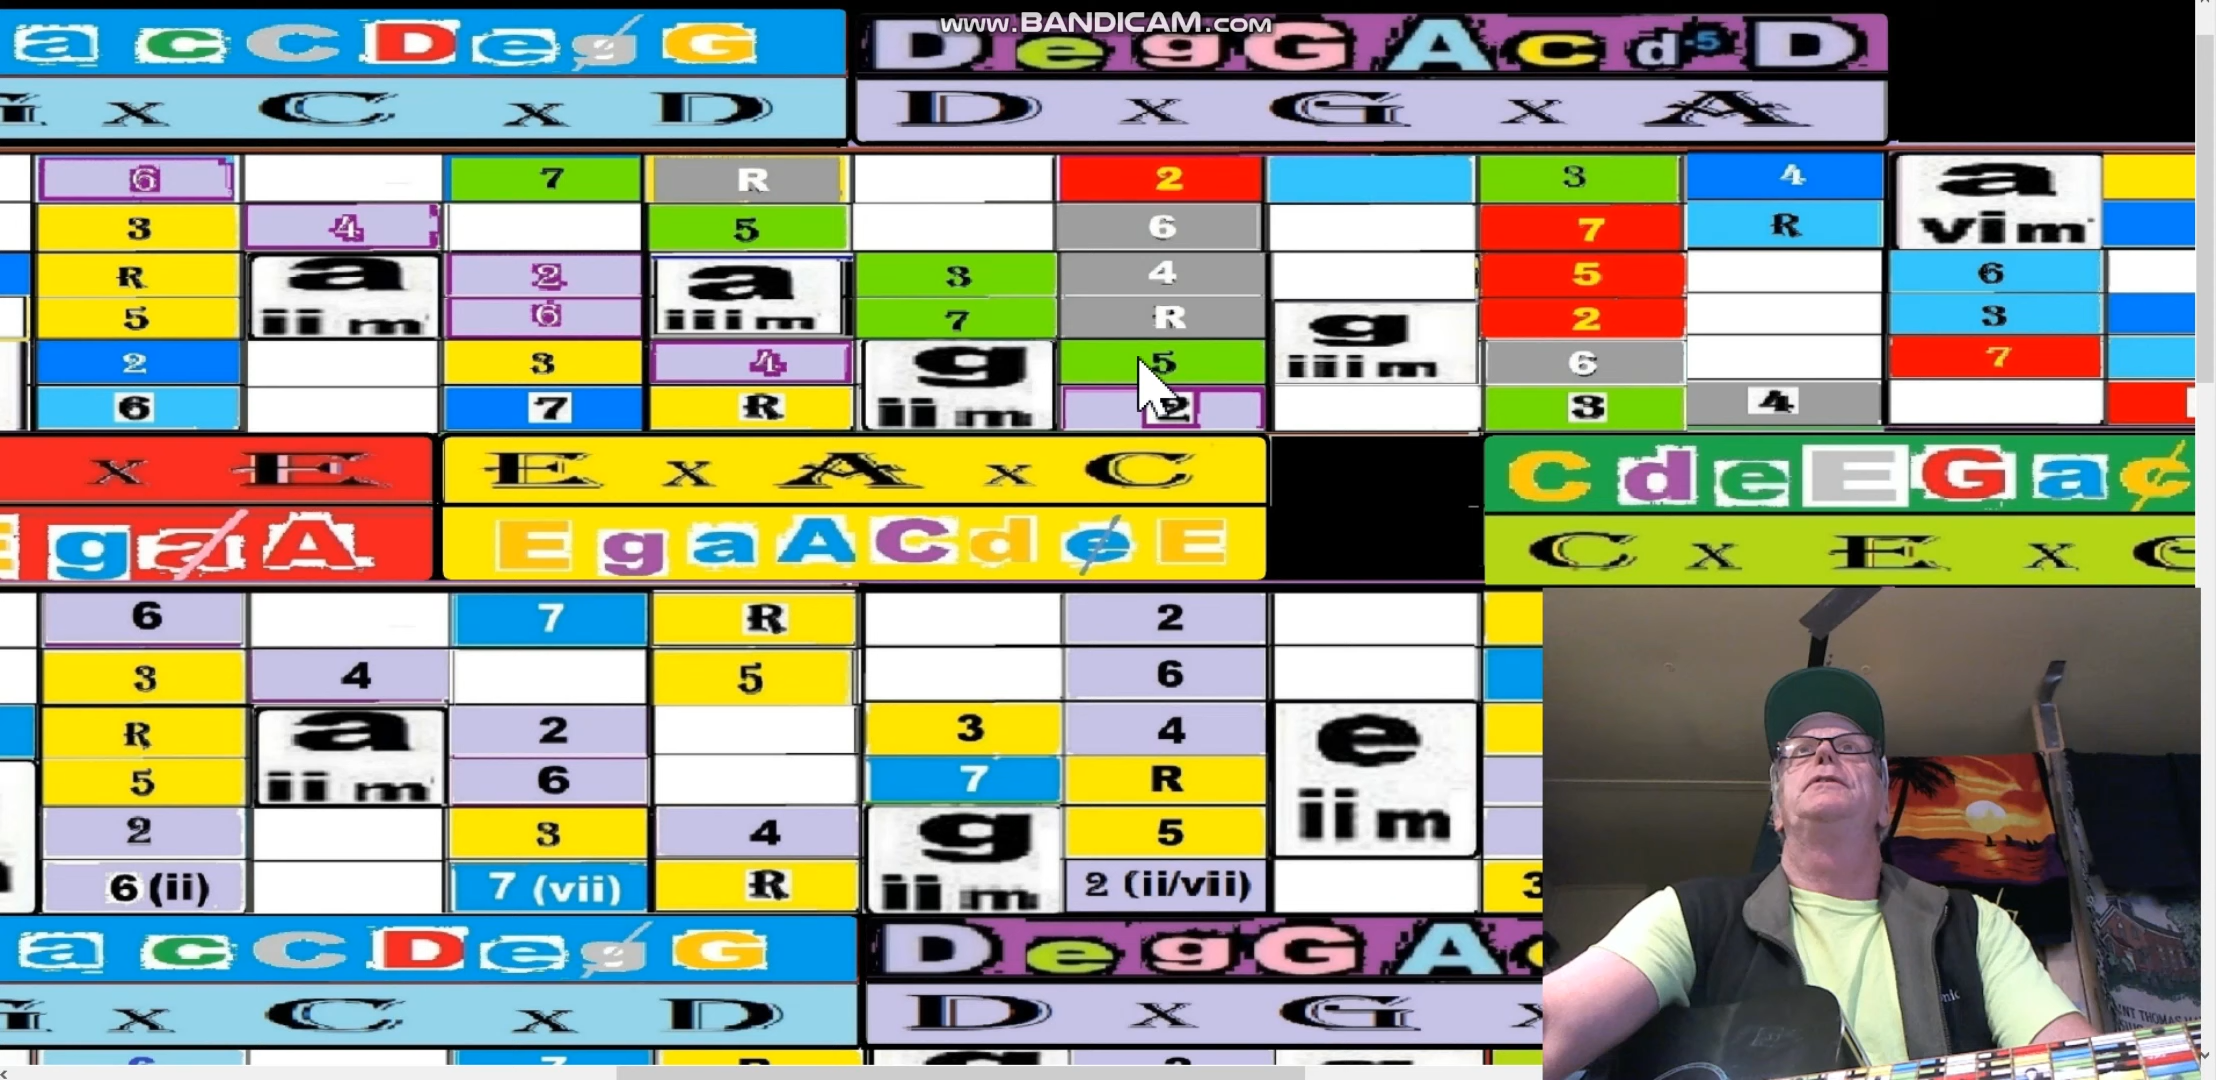 www.BANDICAM.com
a c C D e g G
D e g G A c d-5 D
G x C x D
D x G x A
6 7 R 2 3 4 a
3 4 5 6 7 R vim
R a 2 a 3 4 5 6
5 ii m 6 iii m 7 R g 2 3
2 3 4 g 5 iii m 6 7
6 7 R ii m 2 3 4
x E
E x A x C
C d e E G a c
E g a A
E g a A C d e E
C x E x
6 7 R 2
3 4 5 6
R a 2 3 4 e
5 ii m 6 7 R ii m
2 3 4 g 5
6 (ii) 7 (vii) R ii m 2 (ii/vii) 3
a c C D e g G
D e g G A
G x C x D
D x G